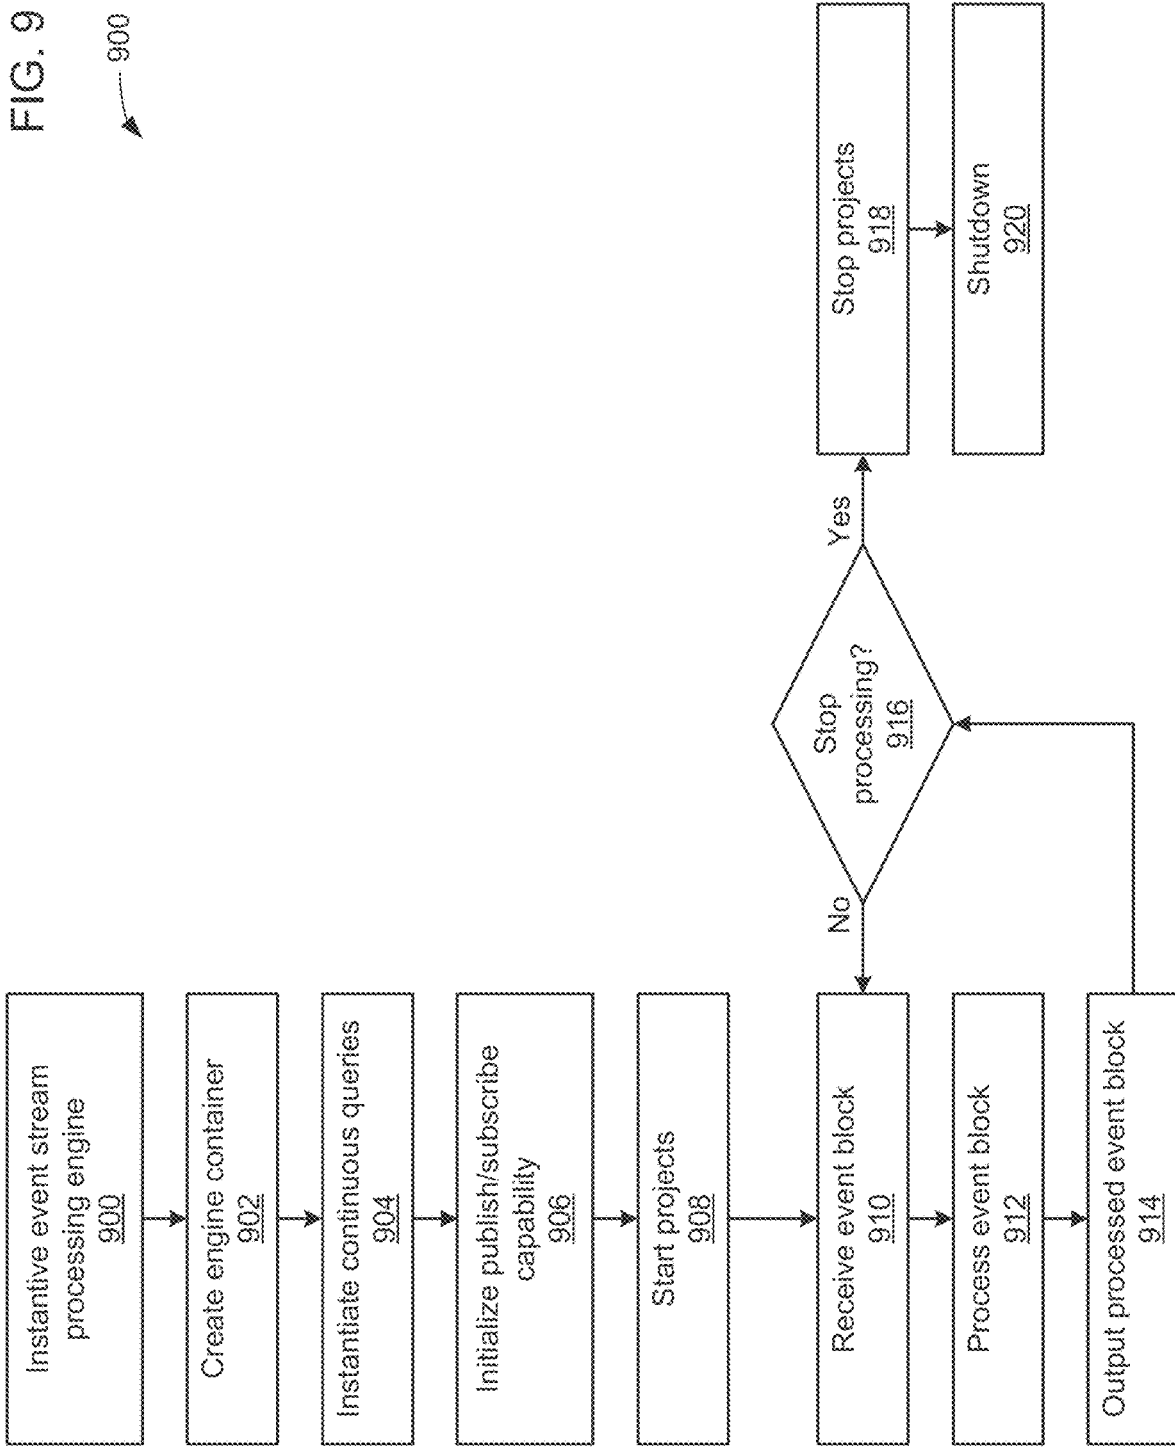 FIG. 9
900
Instantive event stream
processing engine
900
Create engine container
902
Instantiate continuous queries
904
Initialize publish/subscribe
capability
906
Start projects
908
Receive event block
910
Process event block
912
Output processed event block
914
Stop
processing?
916
No
Yes
Stop projects
918
Shutdown
920